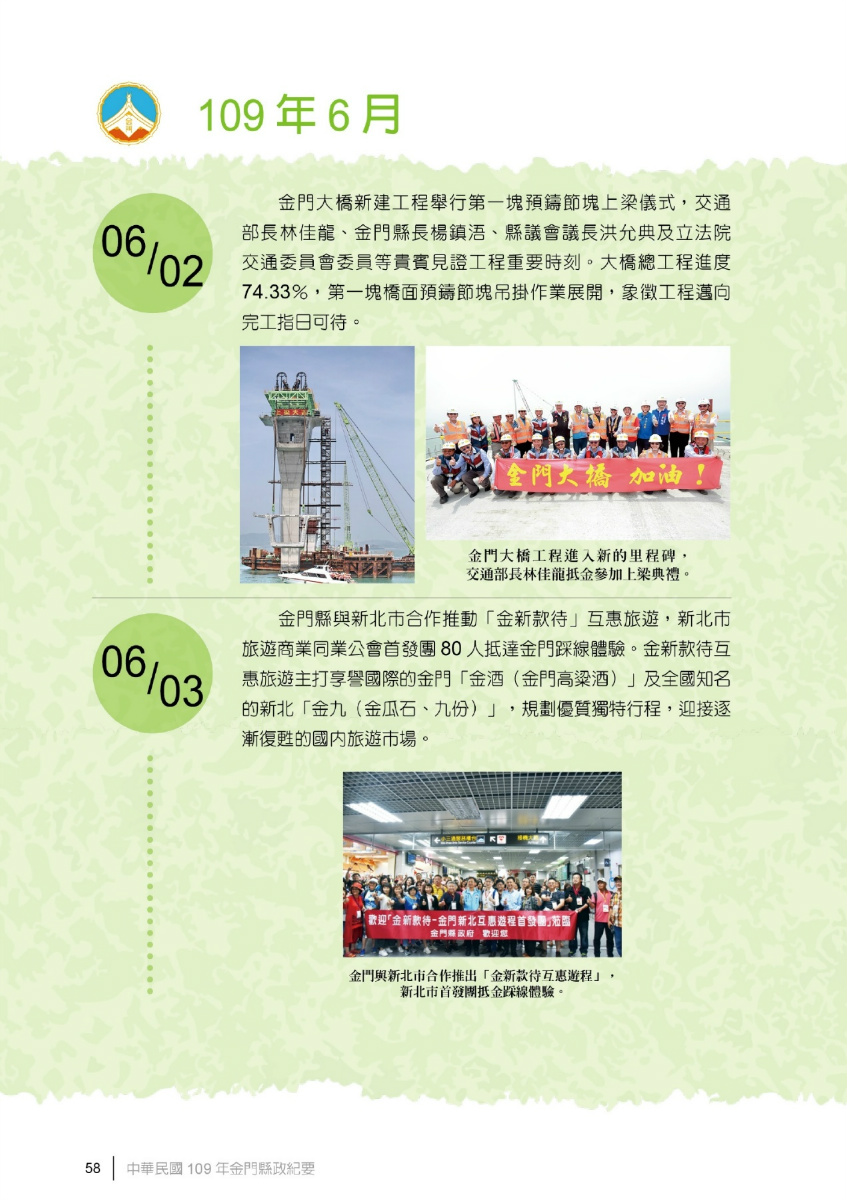 109 年 6 月
06/02
金門大橋新建工程舉行第一塊預鑄節塊上梁儀式，交通
部長林佳龍、金門縣長楊鎮浯、縣議會議長洪允典及立法院
交通委員會委員等貴賓見證工程重要時刻。大橋總工程進度
74.33%，第一塊橋面預鑄節塊吊掛作業展開，象徵工程邁向
完工指日可待。
金門大橋 加油！
金門大橋工程進入新的里程碑，
交通部長林佳龍抵金參加上梁典禮。
06/03
金門縣與新北市合作推動「金新款待」互惠旅遊，新北市
旅遊商業同業公會首發團 80 人抵達金門踩線體驗。金新款待互
惠旅遊主打享譽國際的金門「金酒（金門高粱酒）」及全國知名
的新北「金九（金瓜石、九份）」，規劃優質獨特行程，迎接逐
漸復甦的國內旅遊市場。
歡迎「金新款待-金門新北互惠遊程首發團」蒞臨
金門縣政府 歡迎您
金門與新北市合作推出「金新款待互惠遊程」，
新北市首發團抵金踩線體驗。
58
中華民國 109 年金門縣政紀要